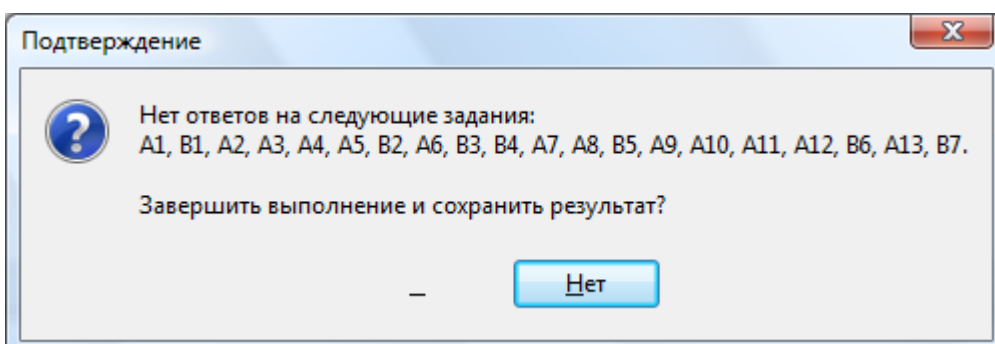 Подтверждение
Нет ответов на следующие задания:
A1, B1, A2, A3, A4, A5, B2, A6, B3, B4, A7, A8, B5, A9, A10, A11, A12, B6, A13, B7.
Завершить выполнение и сохранить результат?
Нет